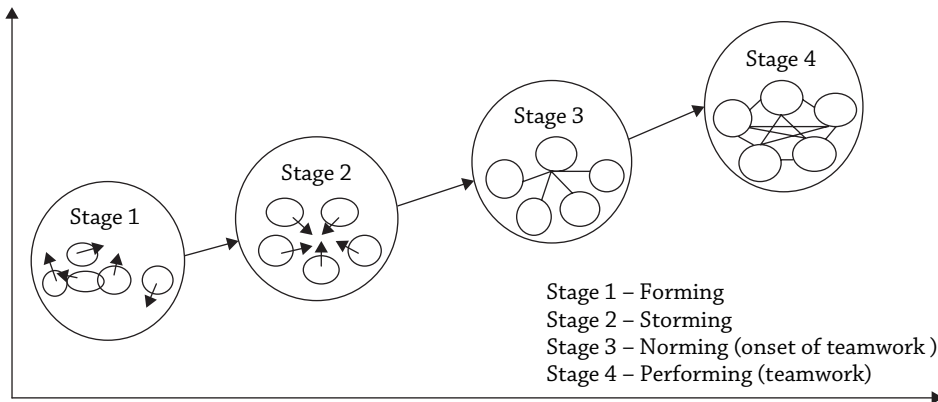 Stage 1
Stage 2
Stage 3
Stage 4
Stage 1 – Forming
Stage 2 – Storming
Stage 3 – Norming (onset of teamwork )
Stage 4 – Performing (teamwork)